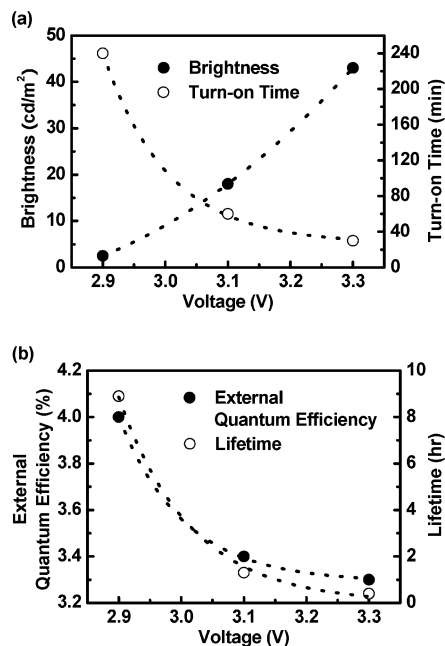 (a)
50
40
30
20
10
0
Brightness (cd/m²)
Brightness
Turn-on Time
240
200
160
120
80
40
0
Turn-on Time (min)
2.9 3.0 3.1 3.2 3.3
Voltage (V)
(b)
4.2
4.0
3.8
3.6
3.4
3.2
External
Quantum Efficiency (%)
External
Quantum Efficiency
Lifetime
10
8
6
4
2
0
Lifetime (hr)
2.9 3.0 3.1 3.2 3.3
Voltage (V)